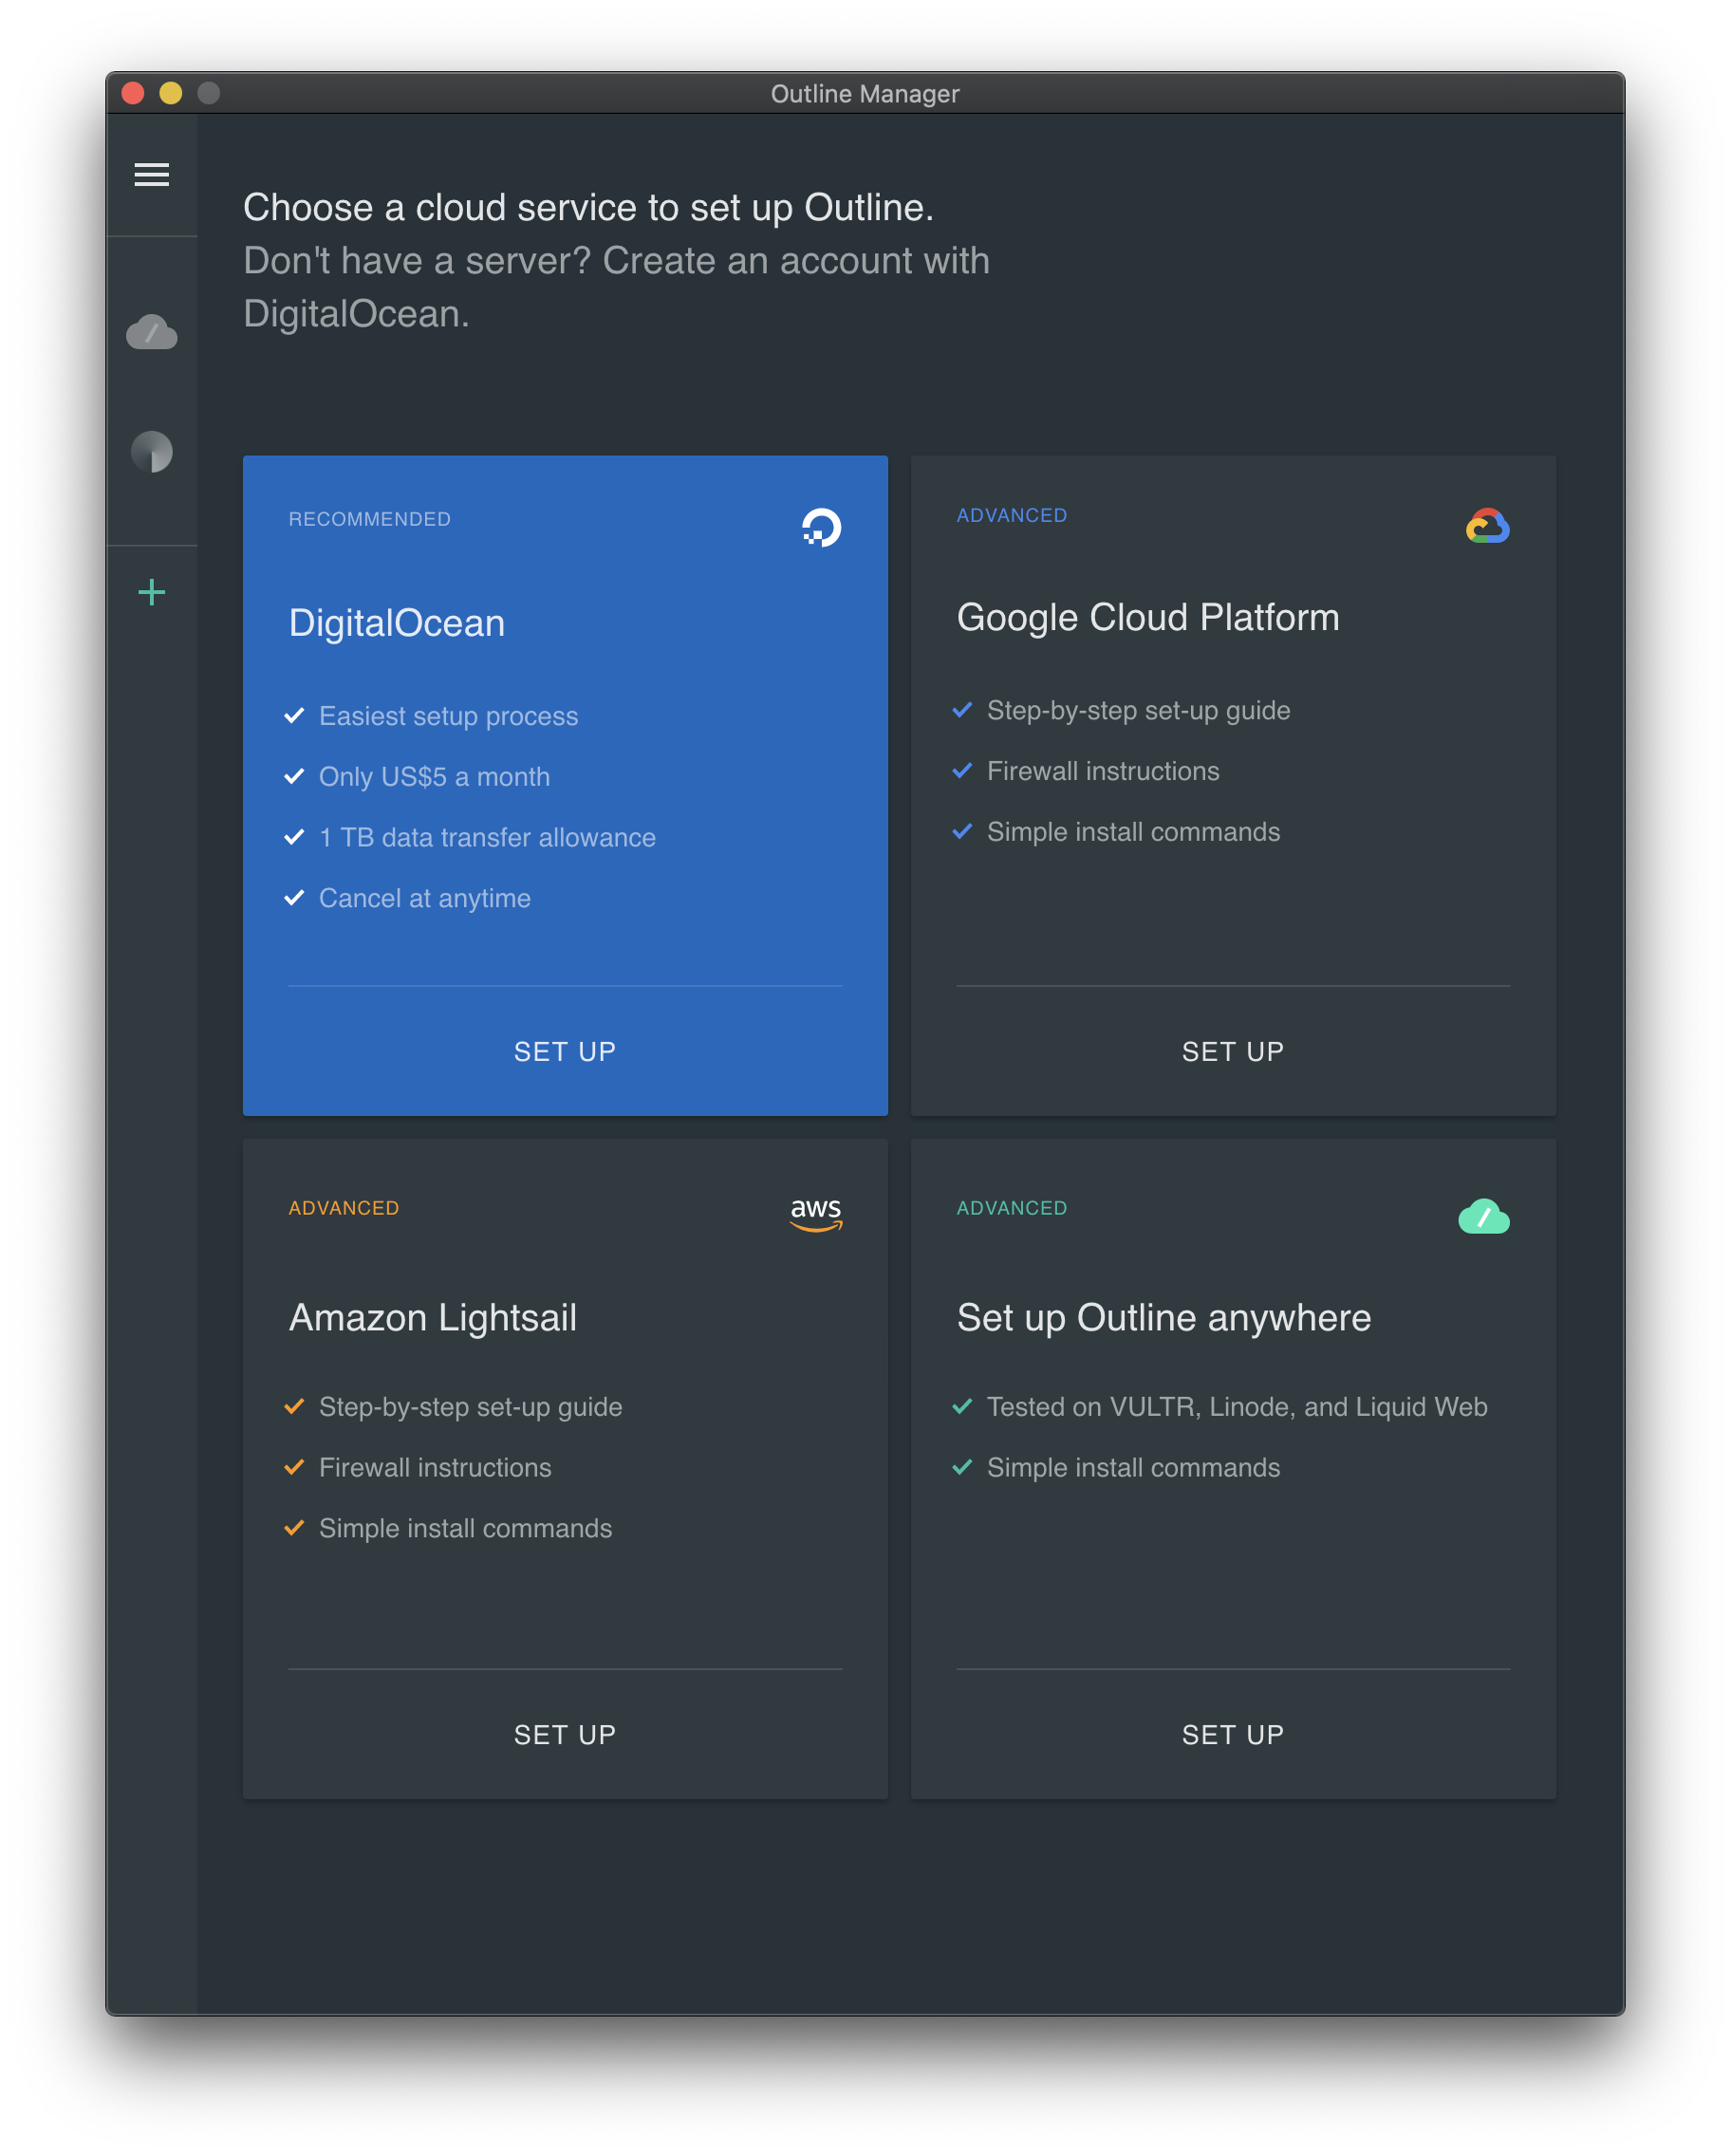 Outline Manager
Choose a cloud service to set up Outline.
Don't have a server? Create an account with
DigitalOcean.
RECOMMENDED
DigitalOcean
Easiest setup process
Only US$5 a month
1 TB data transfer allowance
Cancel at anytime
SET UP
ADVANCED
Google Cloud Platform
Step-by-step set-up guide
Firewall instructions
Simple install commands
SET UP
ADVANCED
aws
Amazon Lightsail
Step-by-step set-up guide
Firewall instructions
Simple install commands
SET UP
ADVANCED
Set up Outline anywhere
Tested on VULTR, Linode, and Liquid Web
Simple install commands
SET UP